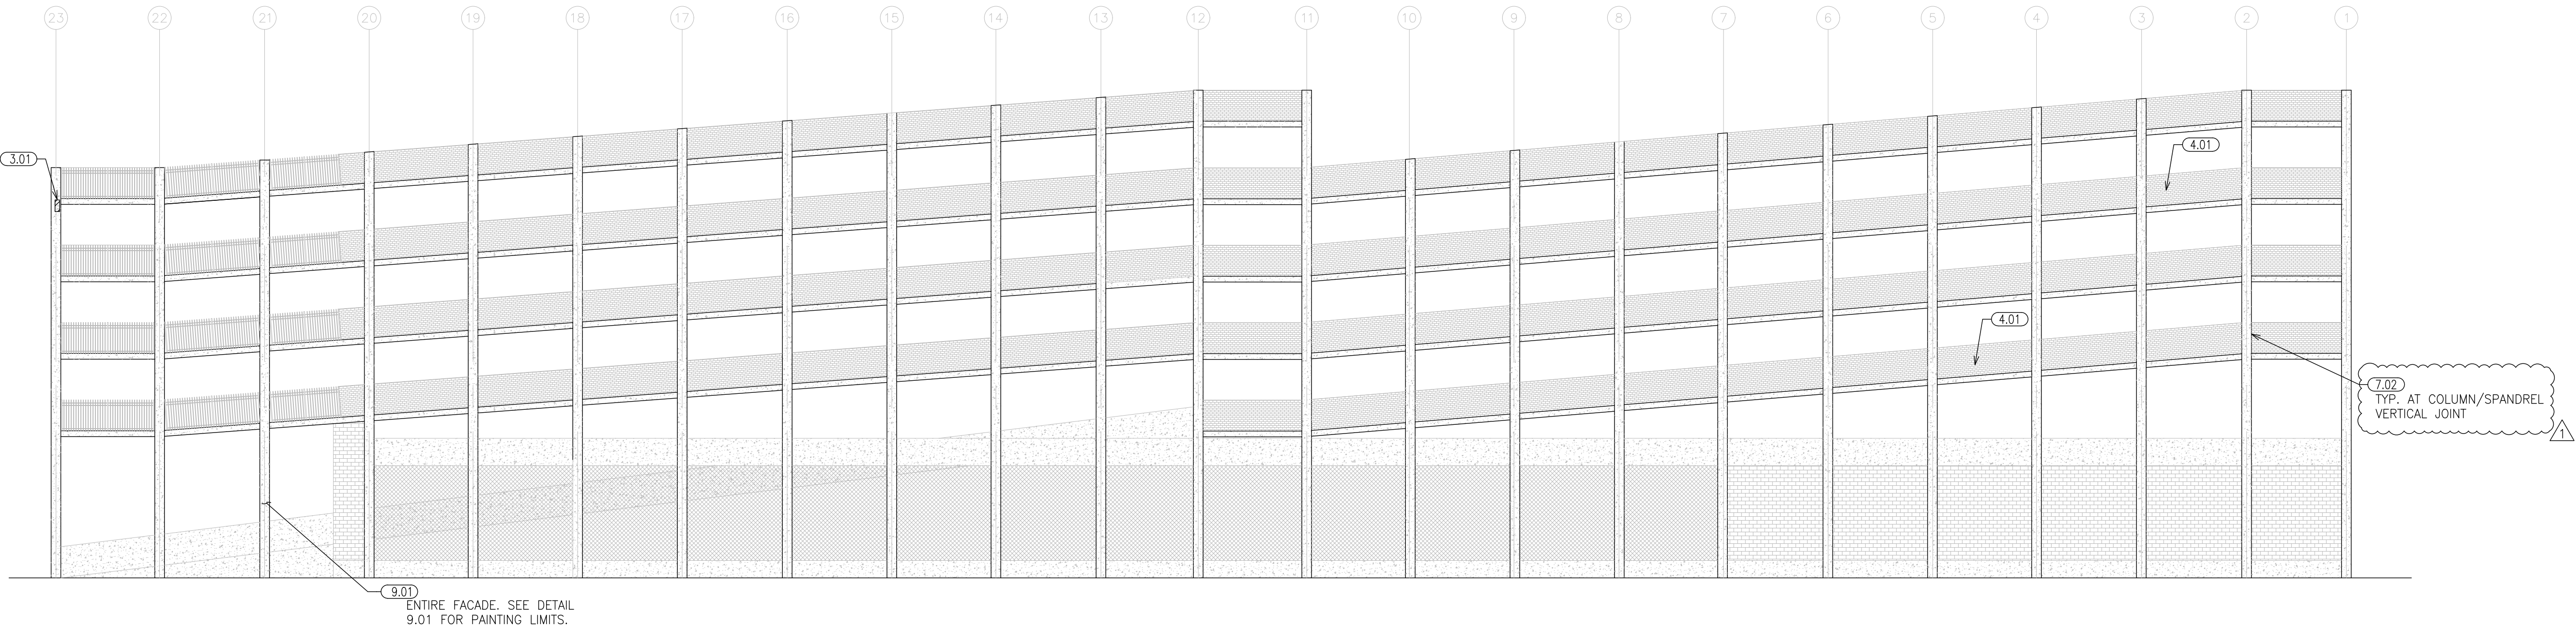 23 22 21 20 19 18 17 16 15 14 13 12 11 10 9 8 7 6 5 4 3 2 1
3.01
4.01
4.01
7.02
TYP. AT COLUMN/SPANDREL
VERTICAL JOINT
1
9.01
ENTIRE FACADE. SEE DETAIL
9.01 FOR PAINTING LIMITS.